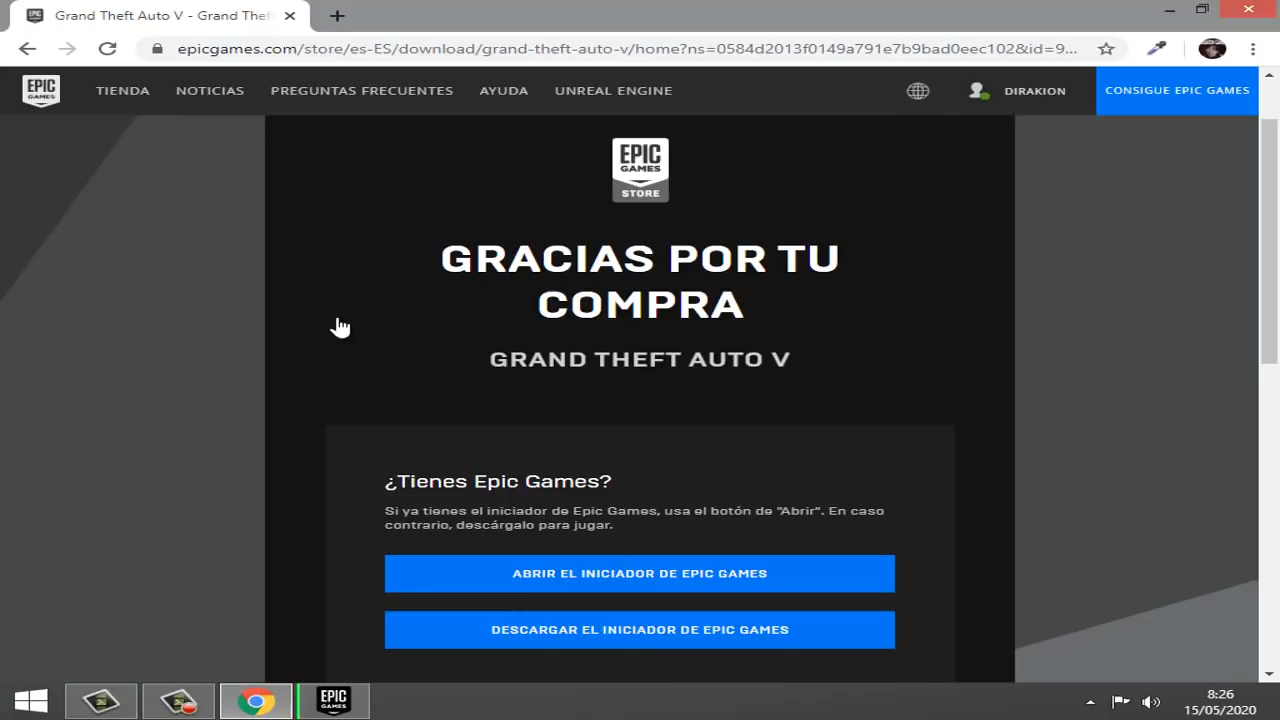 Grand Theft Auto V - Grand Thef
epicgames.com/store/es-ES/download/grand-theft-auto-v/home?ns=0584d2013f0149a791e7b9bad0eec102&id=9...
EPIC
GAMES
TIENDA
NOTICIAS
PREGUNTAS FRECUENTES
AYUDA
UNREAL ENGINE
DIRAKION
CONSIGUE EPIC GAMES
EPIC
GAMES
STORE
GRACIAS POR TU
COMPRA
GRAND THEFT AUTO V
¿Tienes Epic Games?
Si ya tienes el iniciador de Epic Games, usa el botón de "Abrir". En caso
contrario, descárgalo para jugar.
ABRIR EL INICIADOR DE EPIC GAMES
DESCARGAR EL INICIADOR DE EPIC GAMES
EPIC
GAMES
8:26
15/05/2020